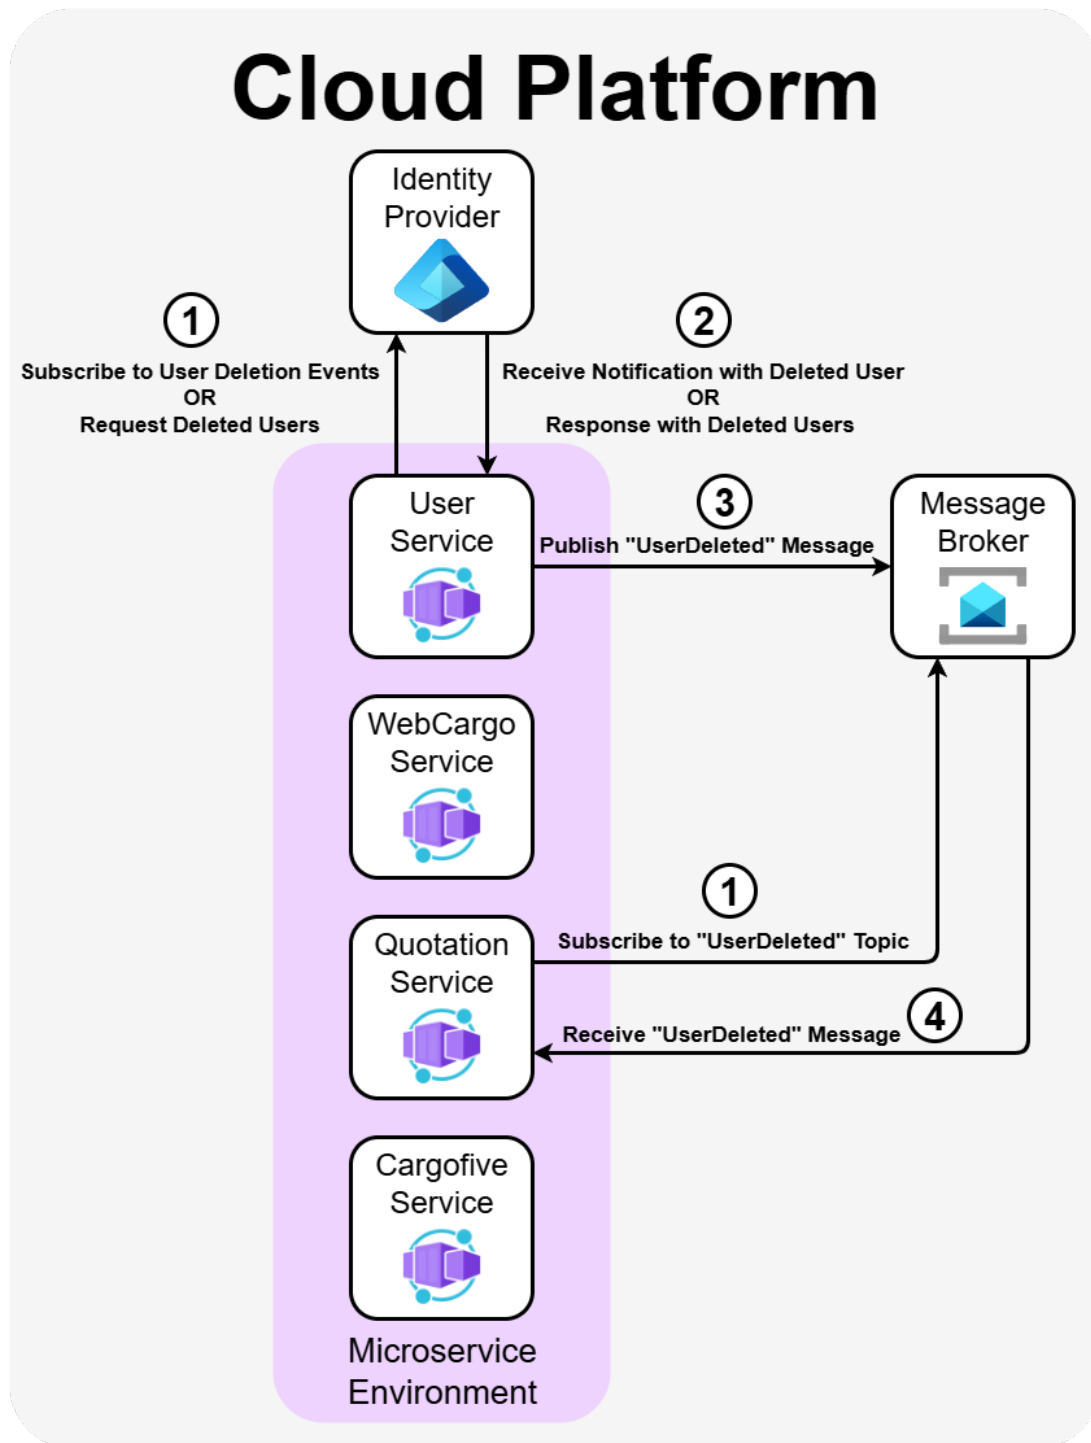 Cloud Platform
Identity
Provider
1
Subscribe to User Deletion Events
OR
Request Deleted Users
2
Receive Notification with Deleted User
OR
Response with Deleted Users
User
Service
3
Publish "UserDeleted" Message
Message
Broker
WebCargo
Service
Quotation
Service
1
Subscribe to "UserDeleted" Topic
4
Receive "UserDeleted" Message
Cargofive
Service
Microservice
Environment